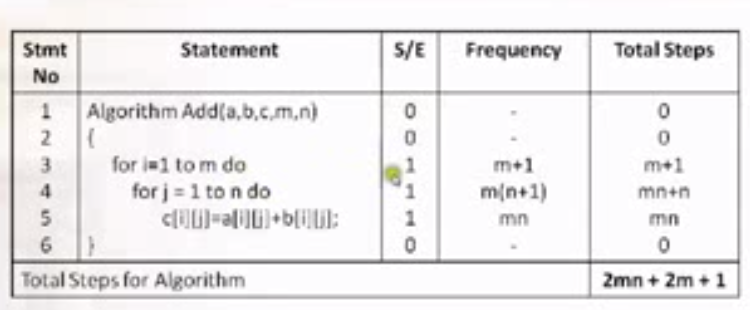 Stmt No Statement S/E Frequency Total Steps
1 Algorithm Add(a,b,c,m,n) 0 - 0
2 { 0 - 0
3 for i=1 to m do 1 m+1 m+1
4 for j = 1 to n do 1 m(n+1) mn+n
5 c[i][j]=a[i][j]+b[i][j]; 1 mn mn
6 } 0 - 0
Total Steps for Algorithm 2mn + 2m + 1